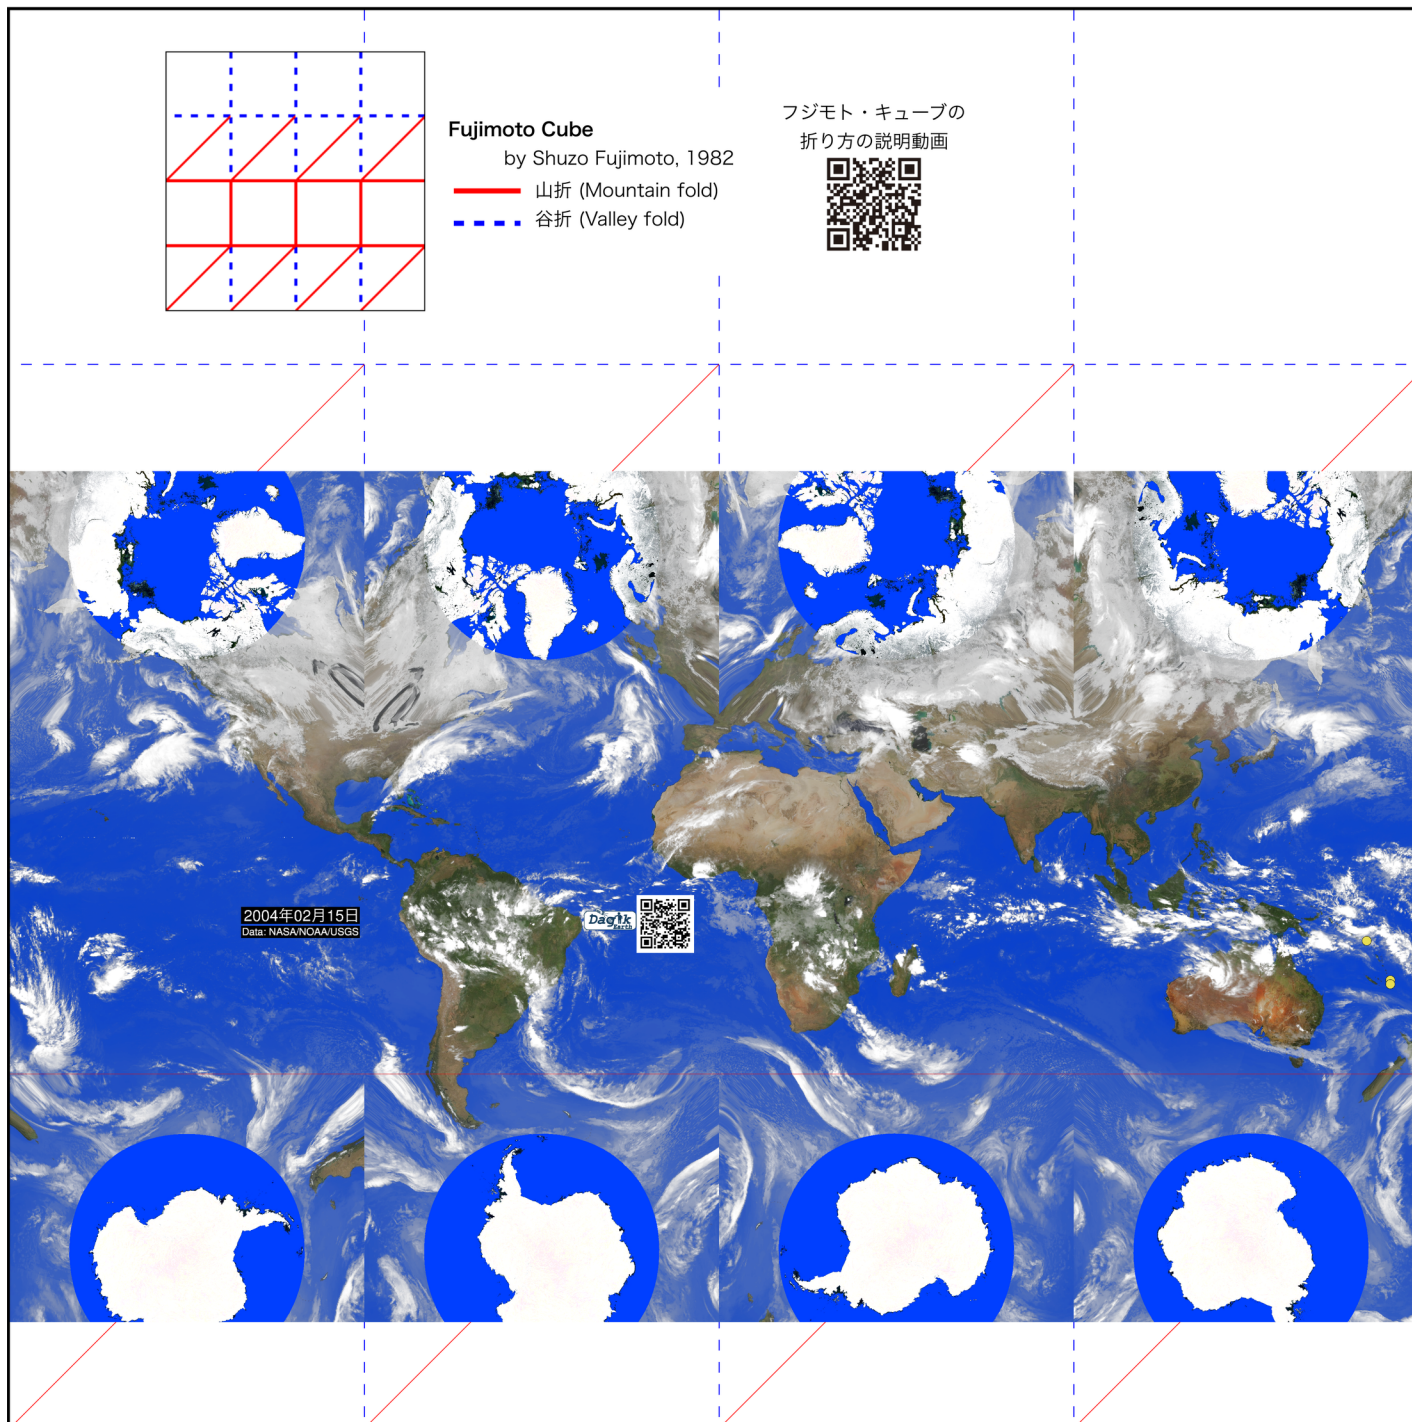 Fujimoto Cube
by Shuzo Fujimoto, 1982
山折 (Mountain fold)
谷折 (Valley fold)
フジモト・キューブの
折り方の説明動画
2004年02月15日
Data: NASA/NOAA/USGS
Dagik
Earth